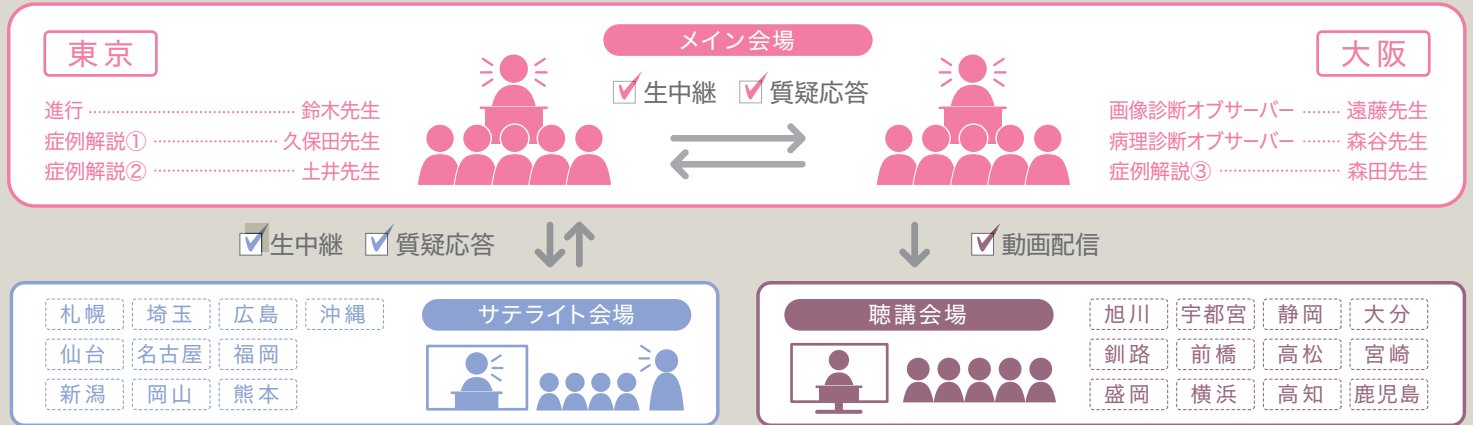 メイン会場
東京
進行 鈴木先生
症例解説① 久保田先生
症例解説② 土井先生
生中継 質疑応答
大阪
画像診断オブサーバー 遠藤先生
病理診断オブサーバー 森谷先生
症例解説③ 森田先生
生中継 質疑応答
動画配信
サテライト会場
札幌 埼玉 広島 沖縄
仙台 名古屋 福岡
新潟 岡山 熊本
聴講会場
旭川 宇都宮 静岡 大分
釧路 前橋 高松 宮崎
盛岡 横浜 高知 鹿児島